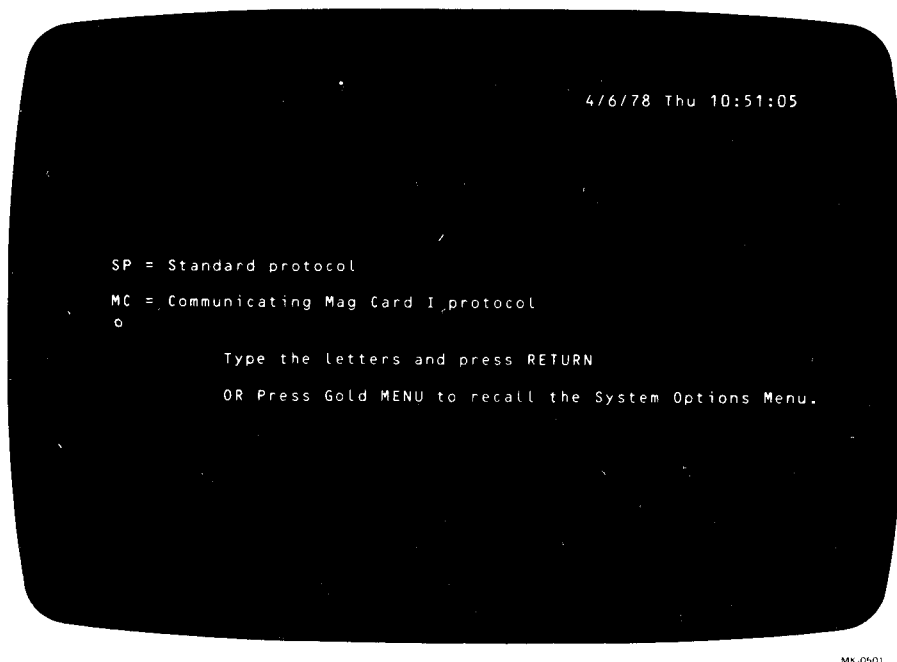 4/6/78 Thu 10:51:05
SP = Standard protocol
MC = Communicating Mag Card I protocol
Type the letters and press RETURN
OR Press Gold MENU to recall the System Options Menu.
MK-0501